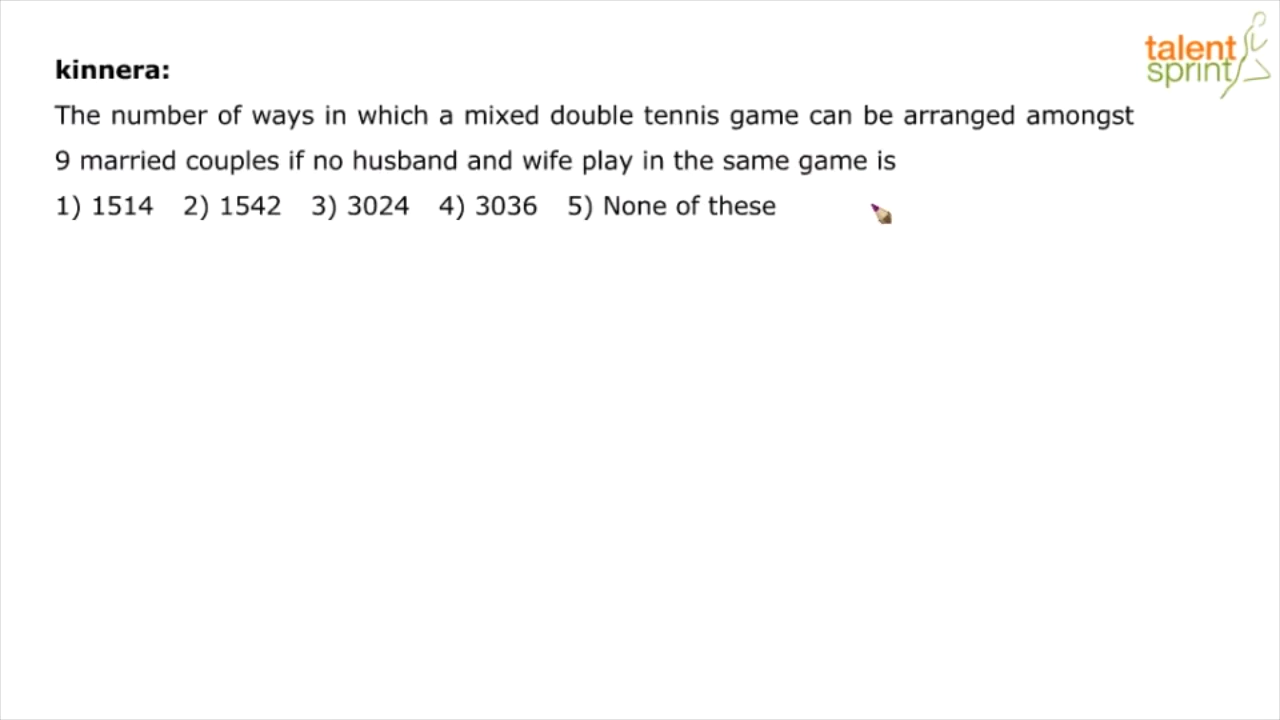 talent
sprint
kinnera:
The number of ways in which a mixed double tennis game can be arranged amongst
9 married couples if no husband and wife play in the same game is
1) 1514 2) 1542 3) 3024 4) 3036 5) None of these